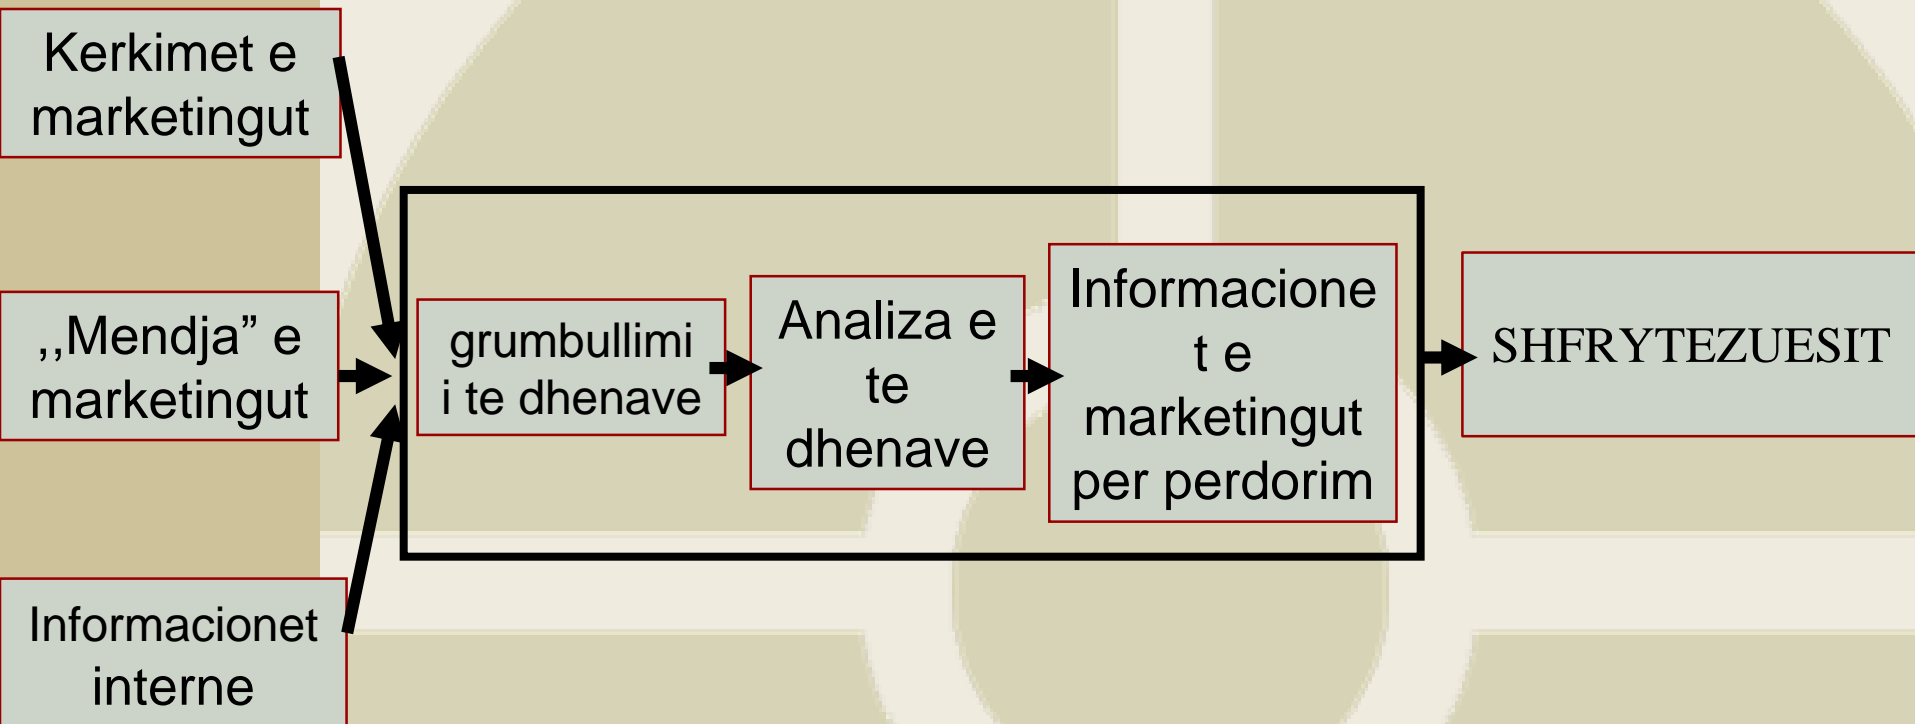 Kerkimet e
marketingut
,,Mendja” e
marketingut
Informacionet
interne
grumbullimi
i te dhenave
Analiza e
te
dhenave
Informacione
t e
marketingut
per perdorim
SHFRYTEZUESIT